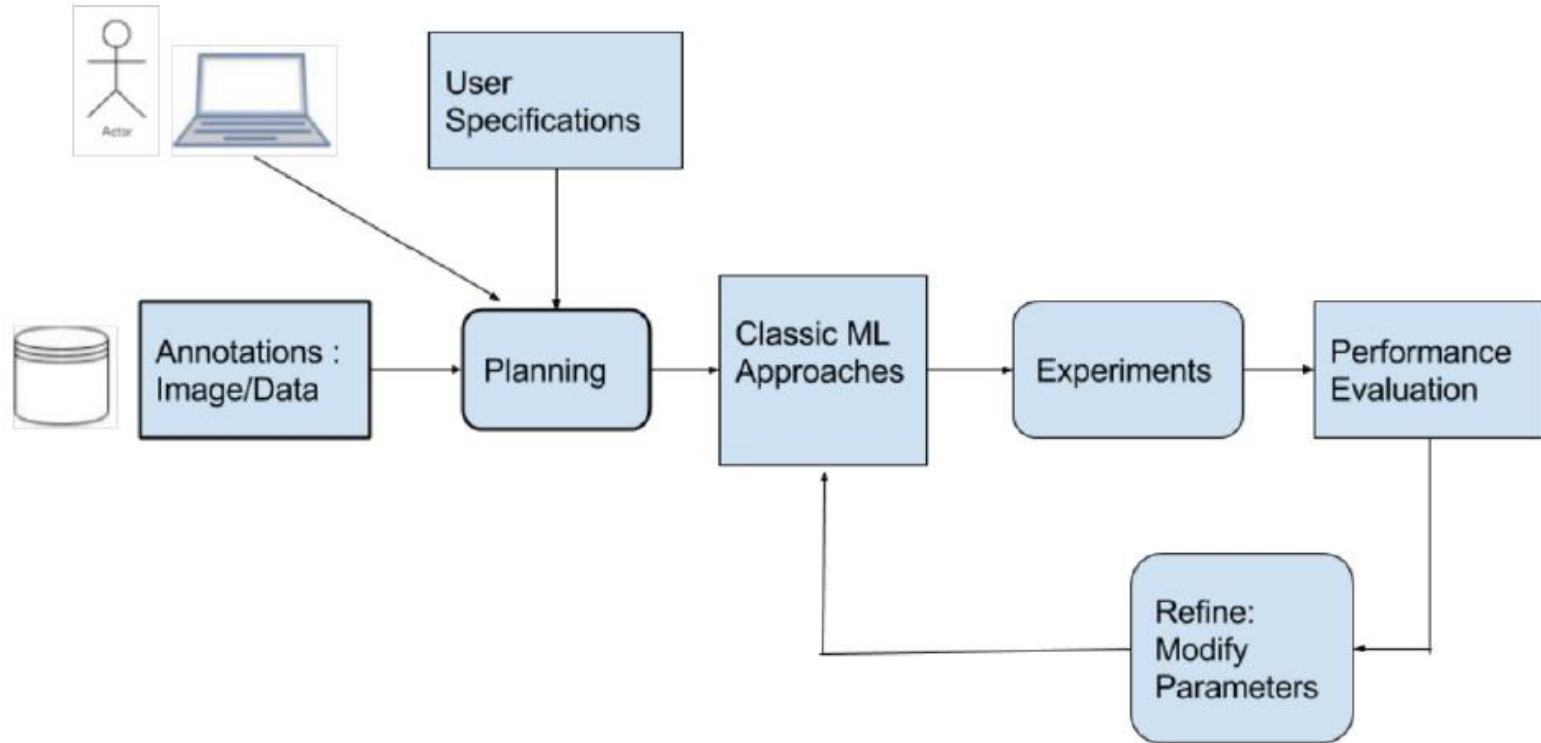 Actor
User
Specifications
Annotations :
Image/Data
Planning
Classic ML
Approaches
Experiments
Performance
Evaluation
Refine:
Modify
Parameters